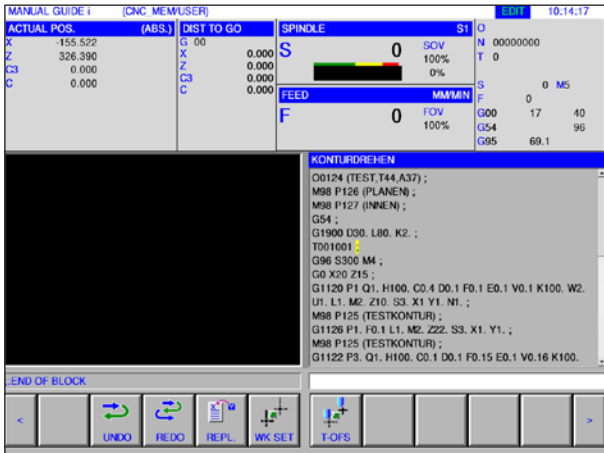 MANUAL GUIDE i (CNC_MEM/USER) EDIT 10:14:17
ACTUAL POS. (ABS.) DIST TO GO SPINDLE S1 O
X -155.522 G 00 N 00000000
Z 326.390 X 0.000 S 0 SOV 100% T 0
C3 0.000 Z 0.000 0%
C 0.000 C3 0.000 S 0 M5
C 0.000 FEED MM/MIN F 0
F 0 FOV 100% G00 17 40
G54 96
G95 69.1
KONTURDREHEN
O0124 (TEST,T44,A37) ;
M98 P126 (PLANEN) ;
M98 P127 (INNEN) ;
G54 ;
G1900 D30. L80. K2. ;
T001001 ;
G96 S300 M4 ;
G0 X20 Z15 ;
G1120 P1 Q1. H100. C0.4 D0.1 F0.1 E0.1 V0.1 K100. W2.
U1. L1. M2. Z10. S3. X1 Y1. N1. ;
M98 P125 (TESTKONTUR) ;
G1126 P1. F0.1 L1. M2. Z22. S3. X1. Y1. ;
M98 P125 (TESTKONTUR) ;
G1122 P3. Q1. H100. C0.1 D0.1 F0.15 E0.1 V0.16 K100.
;:END OF BLOCK
< UNDO REDO REPL. WK SET T-OFS >